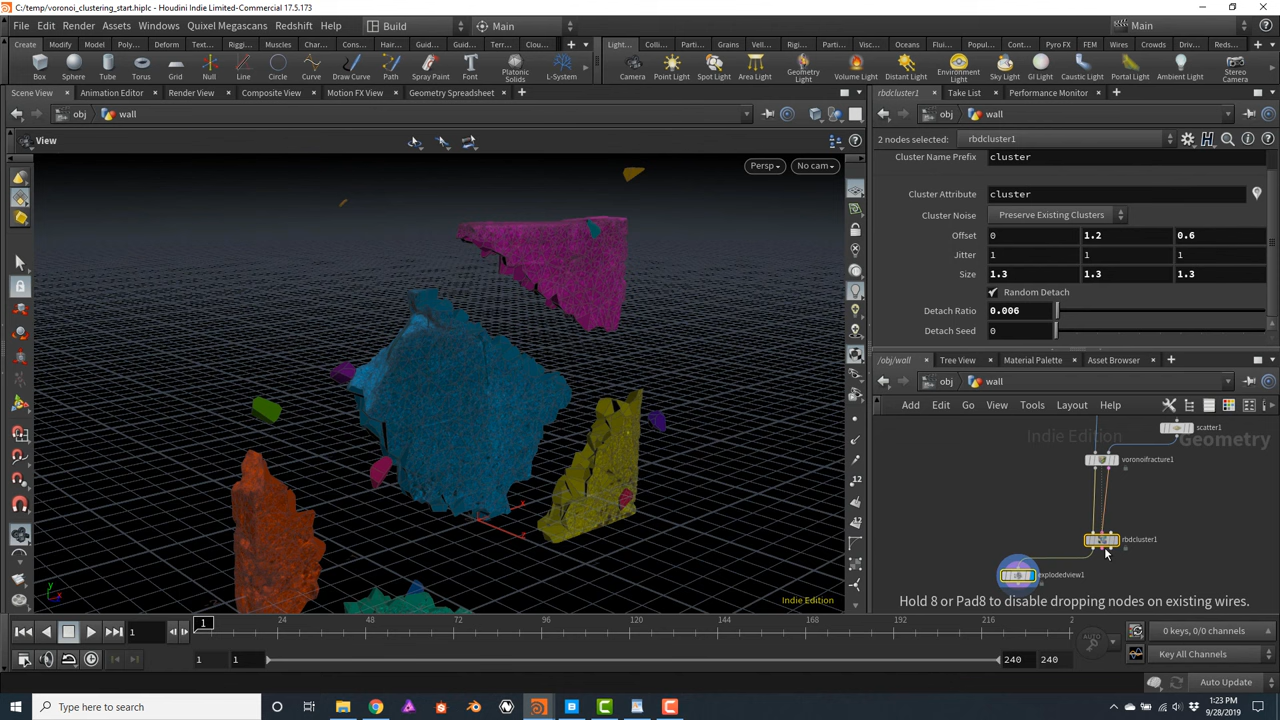 C:/temp/voronoi_clustering_start.hiplc - Houdini Indie Limited-Commercial 17.5.173
File Edit Render Assets Windows Quixel Megascans Redshift Help Build Main Main
Create Modify Model Poly... Deform Text... Riggi... Muscles Char... Cons... Hair... Guid... Guid... Terr... Clou... Light... Colli... Parti... Grains Vell... Rigi... Parti... Visc... Oceans Flui... Popul... Cont... Pyro FX FEM Wires Crowds Driv... Reds...
Box Sphere Tube Torus Grid Null Line Circle Curve Draw Curve Path Spray Paint Font Platonic Solids L-System Camera Point Light Spot Light Area Light Geometry Light Volume Light Distant Light Environment Light Sky Light GI Light Caustic Light Portal Light Ambient Light Stereo Camera
Scene View Animation Editor Render View Composite View Motion FX View Geometry Spreadsheet
obj wall
View
Persp No cam
Indie Edition
rbdcluster1 Take List Performance Monitor
obj wall
2 nodes selected: rbdcluster1
Cluster Name Prefix cluster
Cluster Attribute cluster
Cluster Noise Preserve Existing Clusters
Offset 0 1.2 0.6
Jitter 1 1 1
Size 1.3 1.3 1.3
Random Detach
Detach Ratio 0.006
Detach Seed 0
/obj/wall Tree View Material Palette Asset Browser
obj wall
Add Edit Go View Tools Layout Help
Indie Edition Geometry
scatter1
voronoifracture1
rbdcluster1
explodedview1
Hold 8 or Pad8 to disable dropping nodes on existing wires.
1 1 24 48 72 96 120 144 168 192 216 2
1 1 240 240
AUTO
0 keys, 0/0 channels
Key All Channels
Auto Update
Type here to search
1:23 PM
9/28/2019